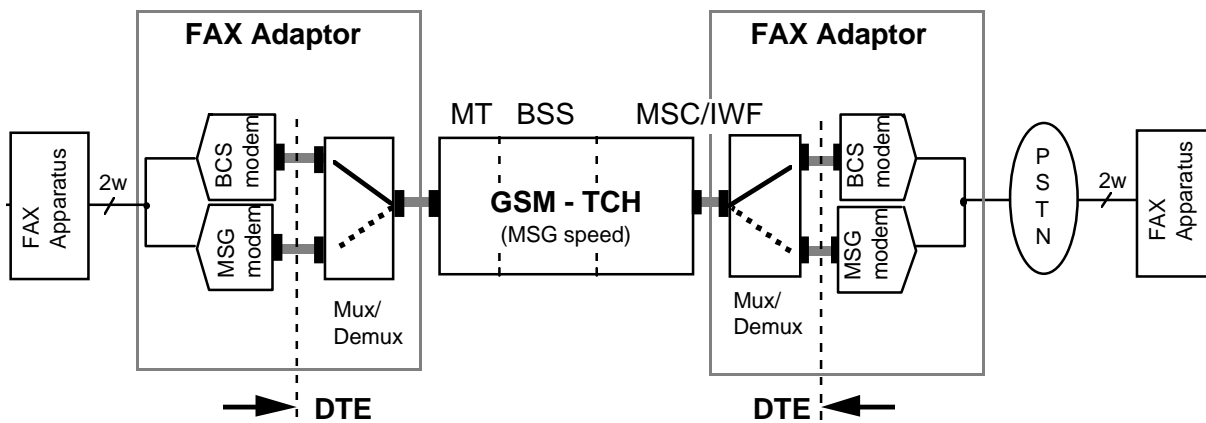 FAX Adaptor
FAX Adaptor
MT
BSS
MSC/IWF
FAX
Apparatus
2w
BCS
modem
MSG
modem
Mux/
Demux
GSM - TCH
(MSG speed)
Mux/
Demux
BCS
modem
MSG
modem
P
S
T
N
2w
FAX
Apparatus
DTE
DTE